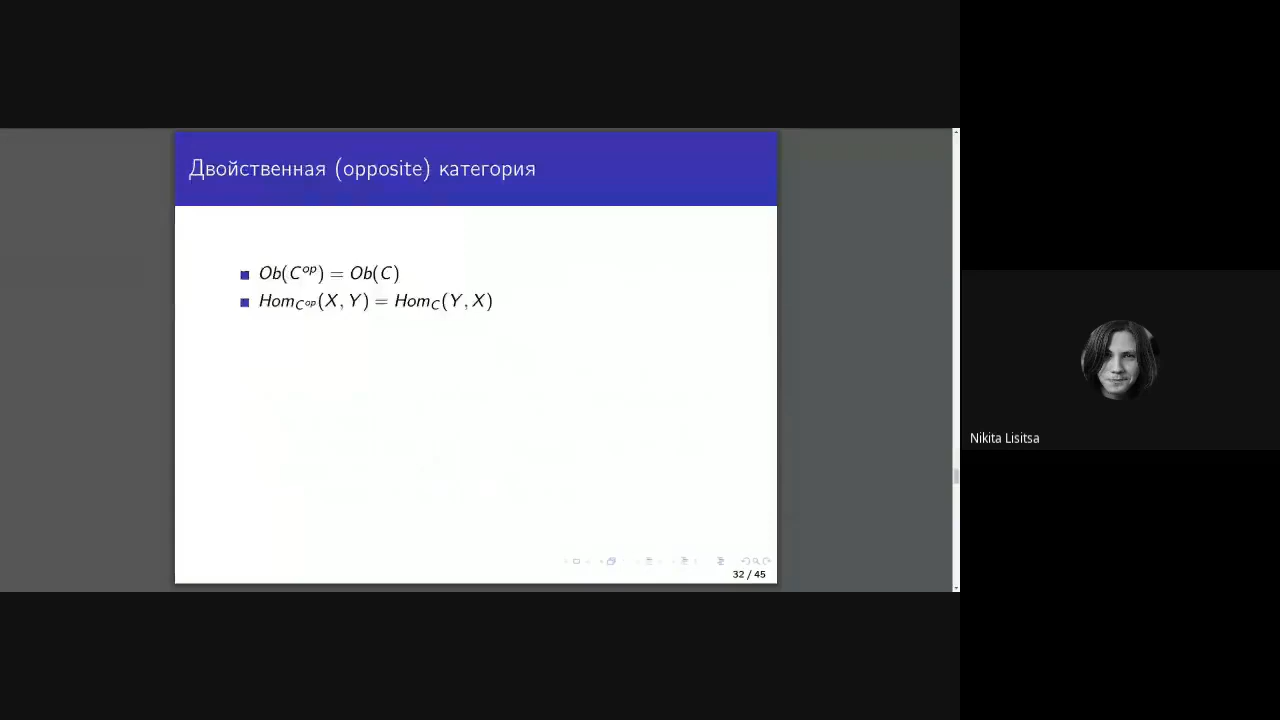 Двойственная (opposite) категория
Ob(C^op) = Ob(C)
Hom_{C^op}(X, Y) = Hom_C(Y, X)
32 / 45
Nikita Lisitsa